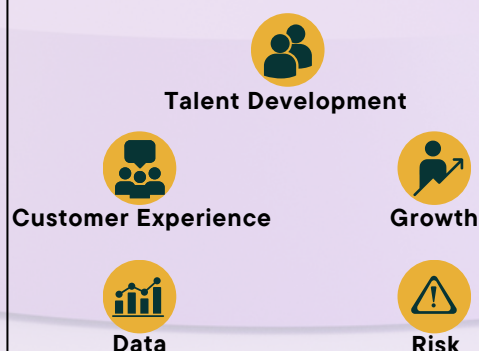 Talent Development
Customer Experience
Growth
Data
Risk